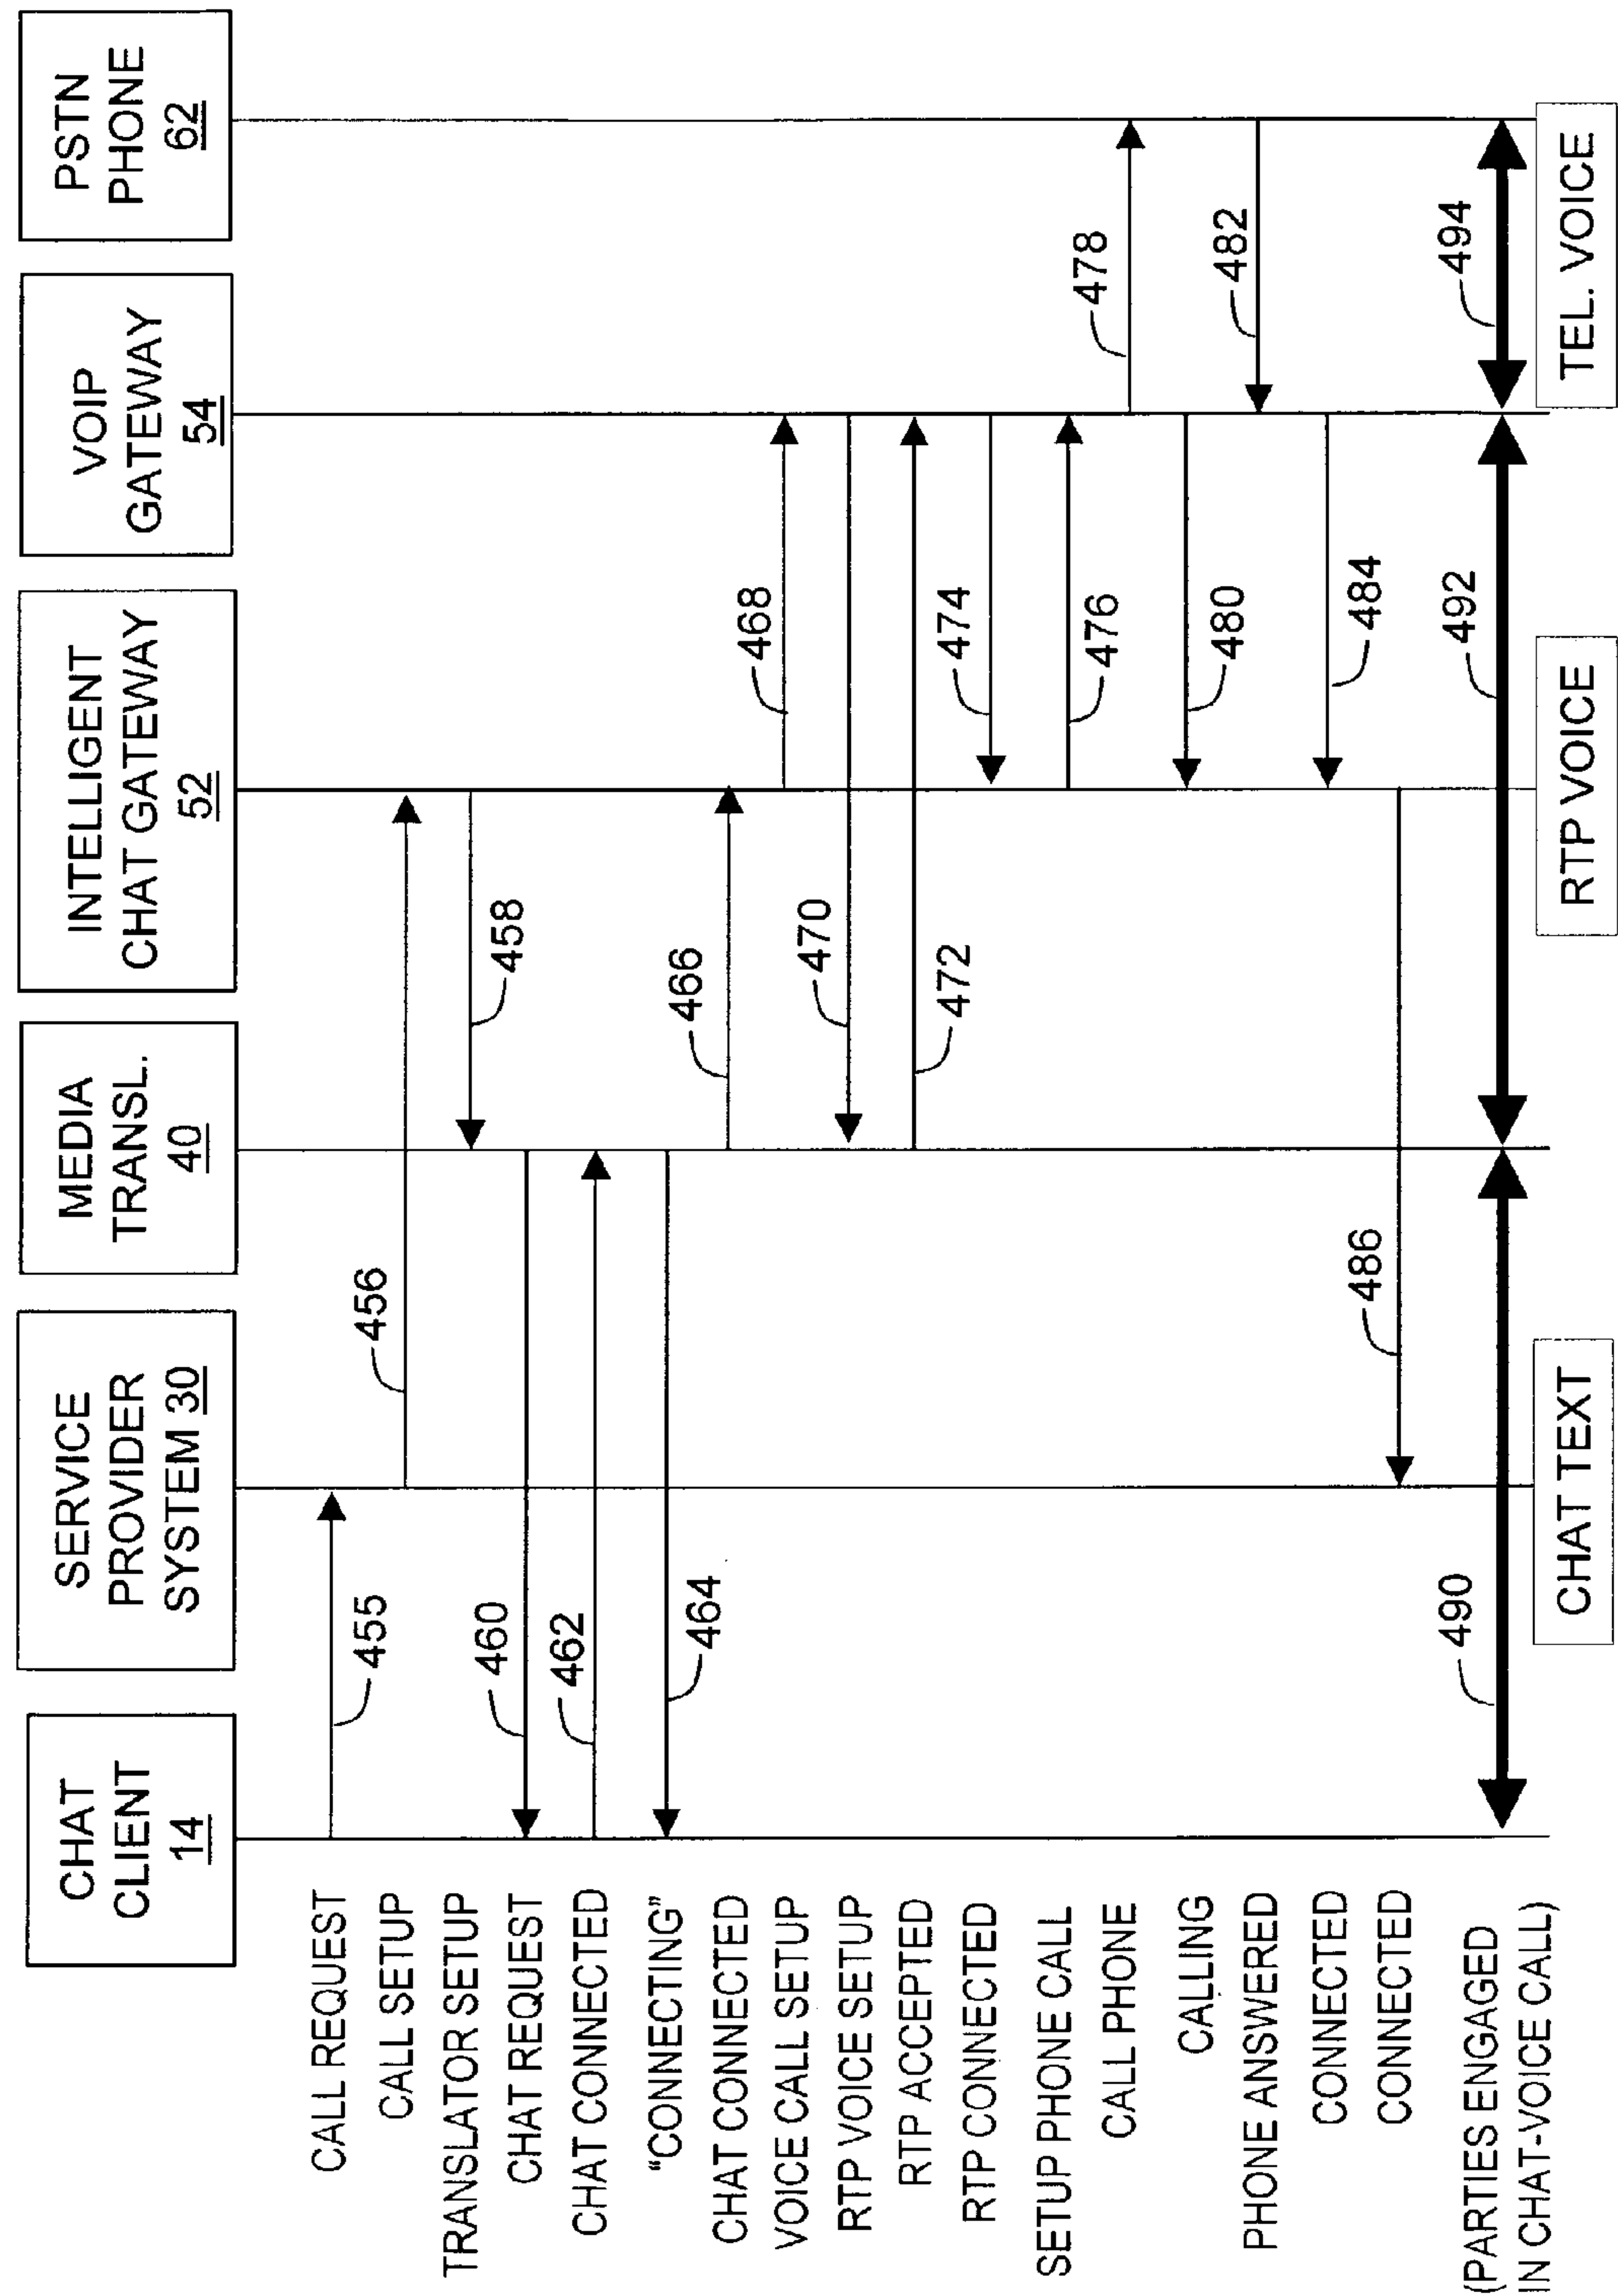 CHAT
CLIENT
14
SERVICE
PROVIDER
SYSTEM 30
MEDIA
TRANSL.
40
INTELLIGENT
CHAT GATEWAY
52
VOIP
GATEWAY
54
PSTN
PHONE
62
CALL REQUEST
455
CALL SETUP
456
TRANSLATOR SETUP
458
CHAT REQUEST
460
CHAT CONNECTED
462
“CONNECTING”
464
CHAT CONNECTED
466
VOICE CALL SETUP
468
RTP VOICE SETUP
470
RTP ACCEPTED
472
RTP CONNECTED
474
SETUP PHONE CALL
476
CALL PHONE
478
CALLING
480
PHONE ANSWERED
482
CONNECTED
484
CONNECTED
486
(PARTIES ENGAGED
IN CHAT-VOICE CALL)
490
492
494
CHAT TEXT
RTP VOICE
TEL. VOICE